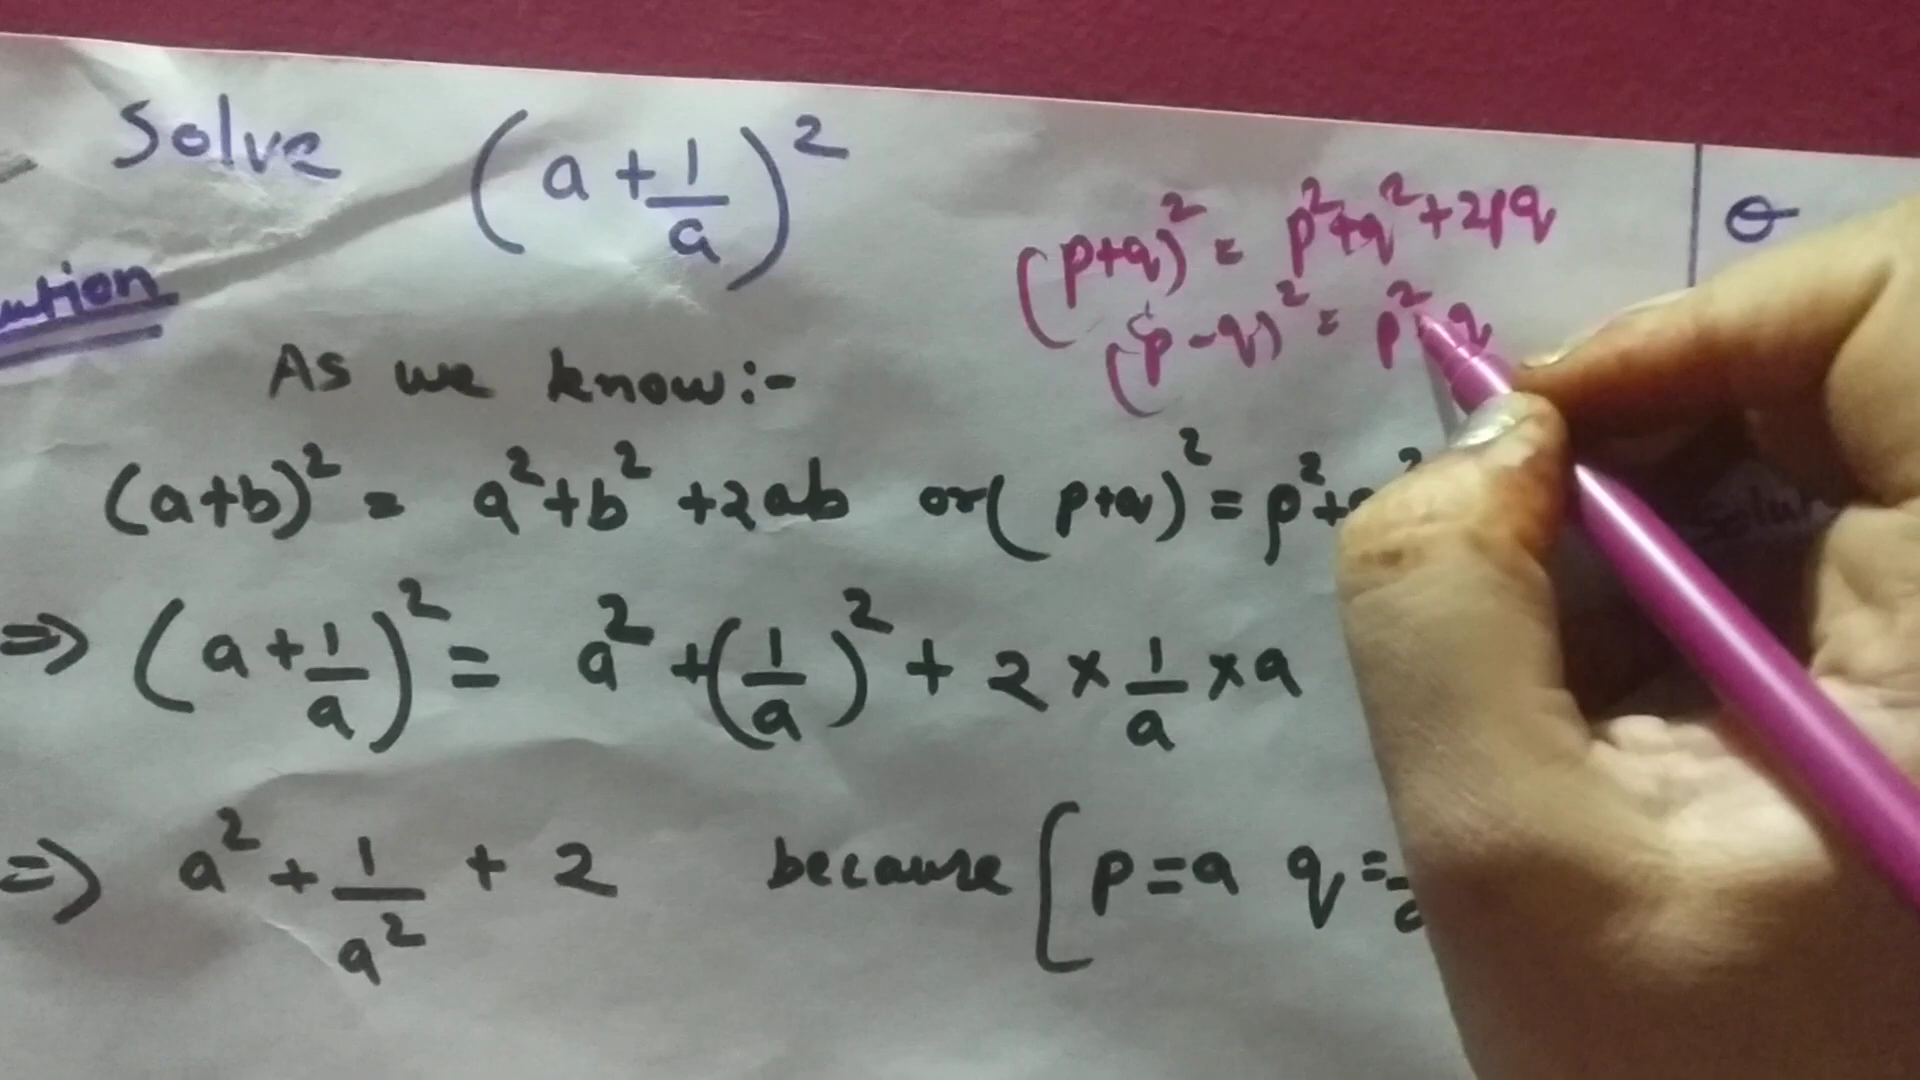 Solve (a + 1/a)²
(p+q)² = p²+q²+2pq
(p-q)² = p²+q
As we know:-
(a+b)² = a²+b² +2ab or (p+q)² = p²+
=> (a + 1/a)² = a² + (1/a)² + 2 × 1/a × a
=> a² + 1/a² + 2 because [p=a q=